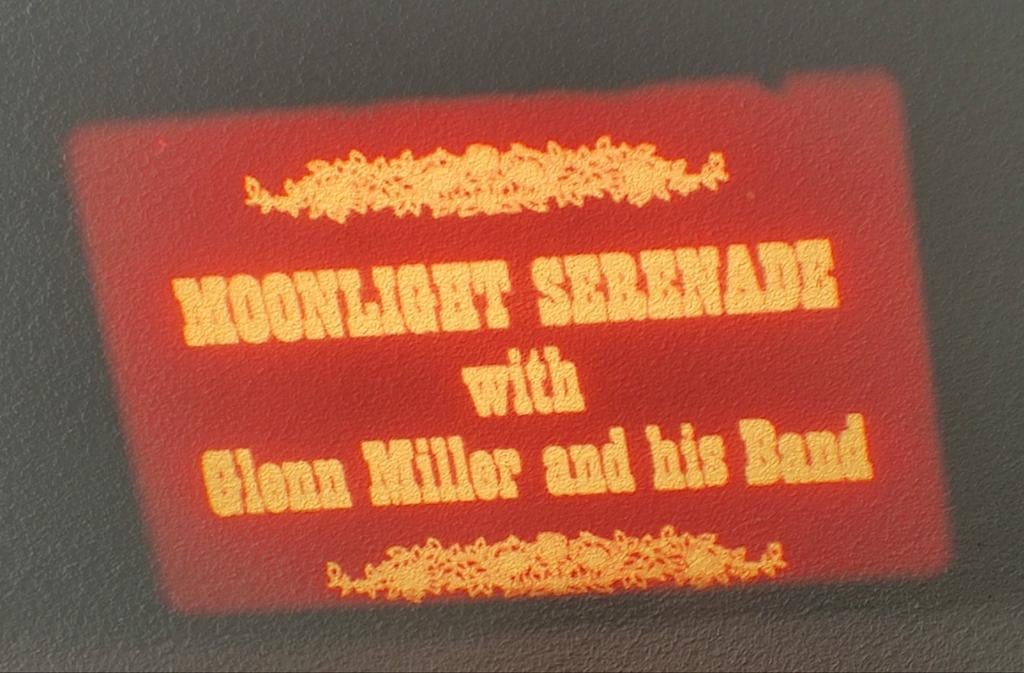 MOONLIGHT SERENADE
with
Glenn Miller and his Band